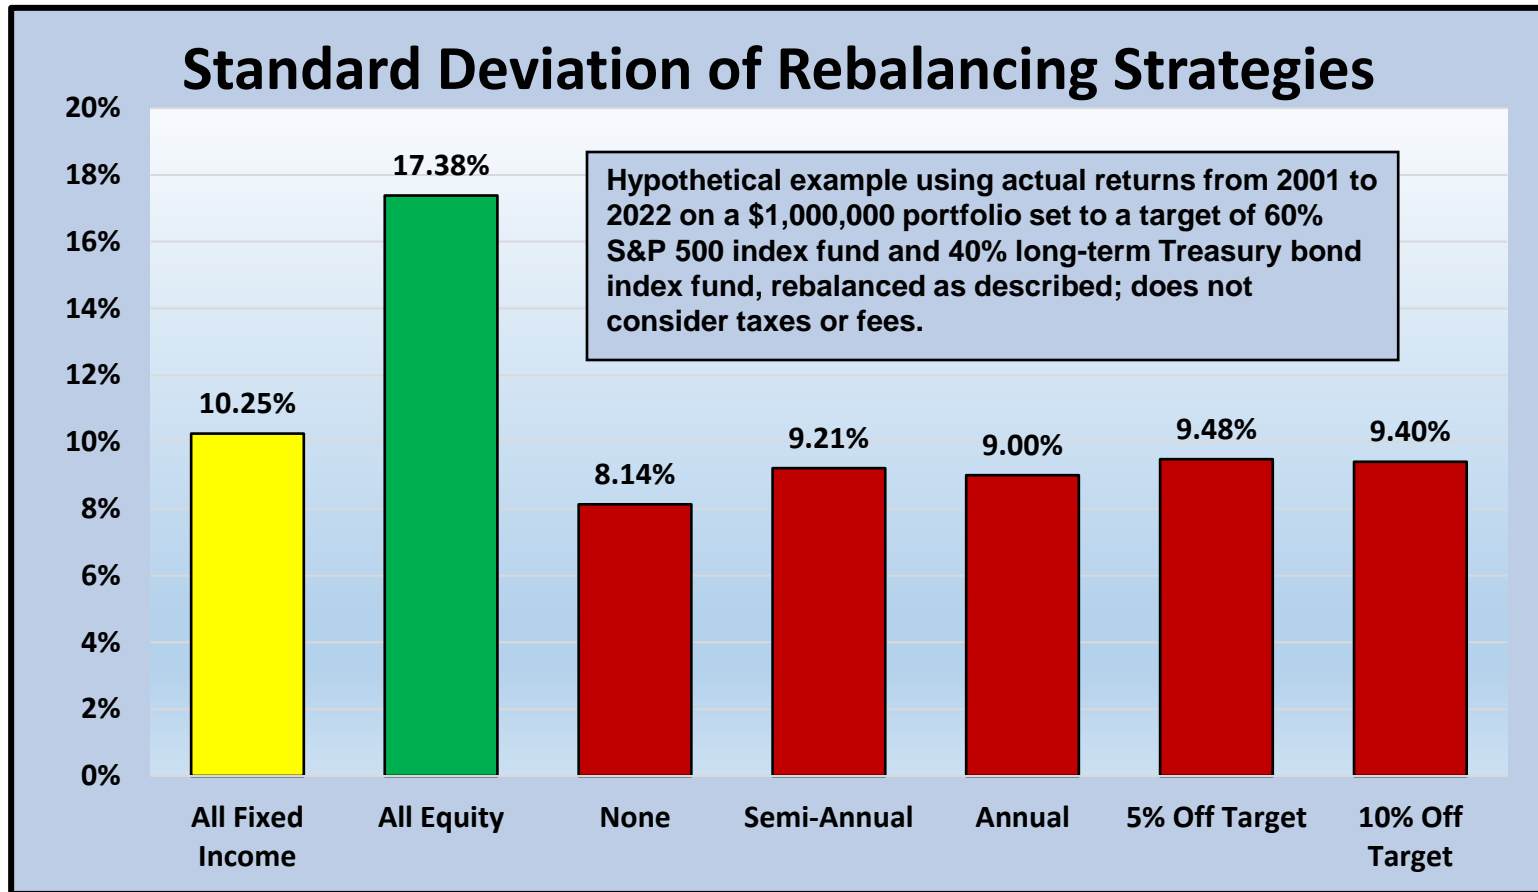 Standard Deviation of Rebalancing Strategies
20%
18%
16%
14%
12%
10%
8%
6%
4%
2%
0%
Hypothetical example using actual returns from 2001 to
2022 on a $1,000,000 portfolio set to a target of 60%
S&P 500 index fund and 40% long-term Treasury bond
index fund, rebalanced as described; does not
consider taxes or fees.
10.25%
17.38%
8.14%
9.21%
9.00%
9.48%
9.40%
All Fixed
Income
All Equity
None
Semi-Annual
Annual
5% Off Target
10% Off
Target